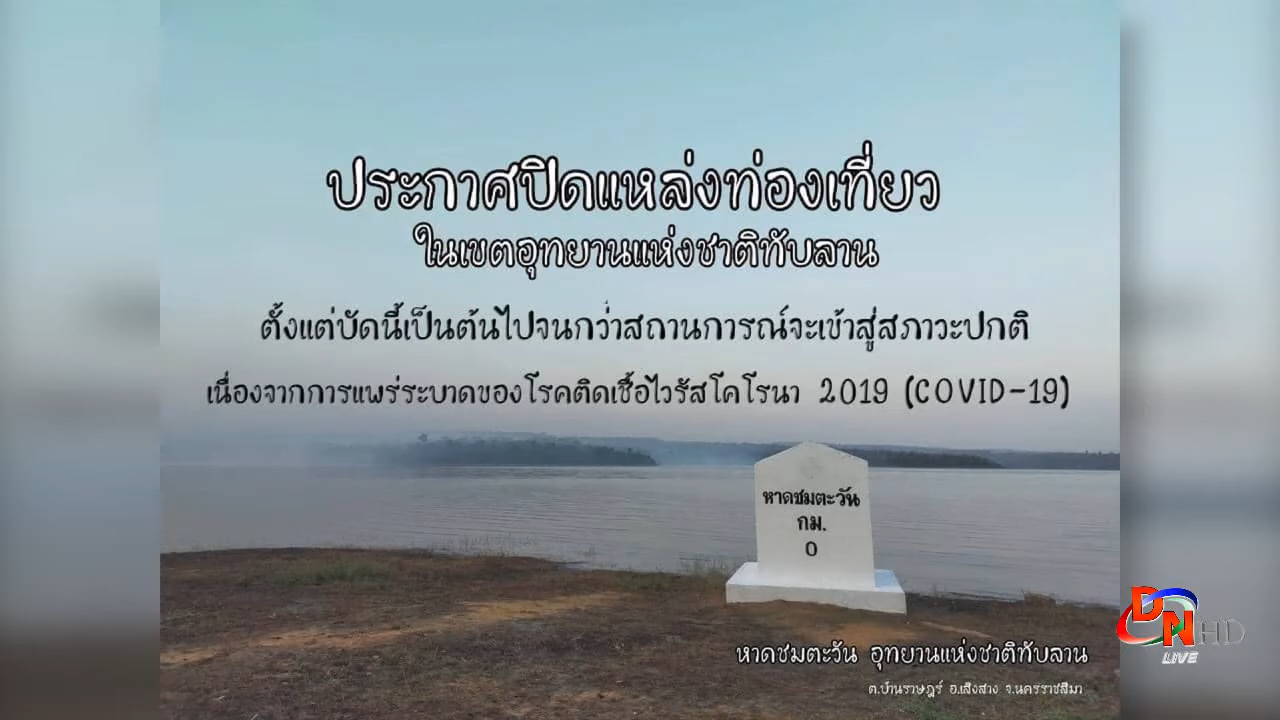 ประกาศปิดแหล่งท่องเที่ยว
ในเขตอุทยานแห่งชาติทับลาน
ตั้งแต่บัดนี้เป็นต้นไปจนกว่าสถานการณ์จะเข้าสู่สภาวะปกติ
เนื่องจากการแพร่ระบาดของโรคติดเชื้อไวรัสโคโรนา 2019 (COVID-19)
หาดชมตะวัน
กม.
0
หาดชมตะวัน อุทยานแห่งชาติทับลาน
ต.บ้านราษฎร์ อ.เสิงสาง จ.นครราชสีมา
DN HD
LIVE